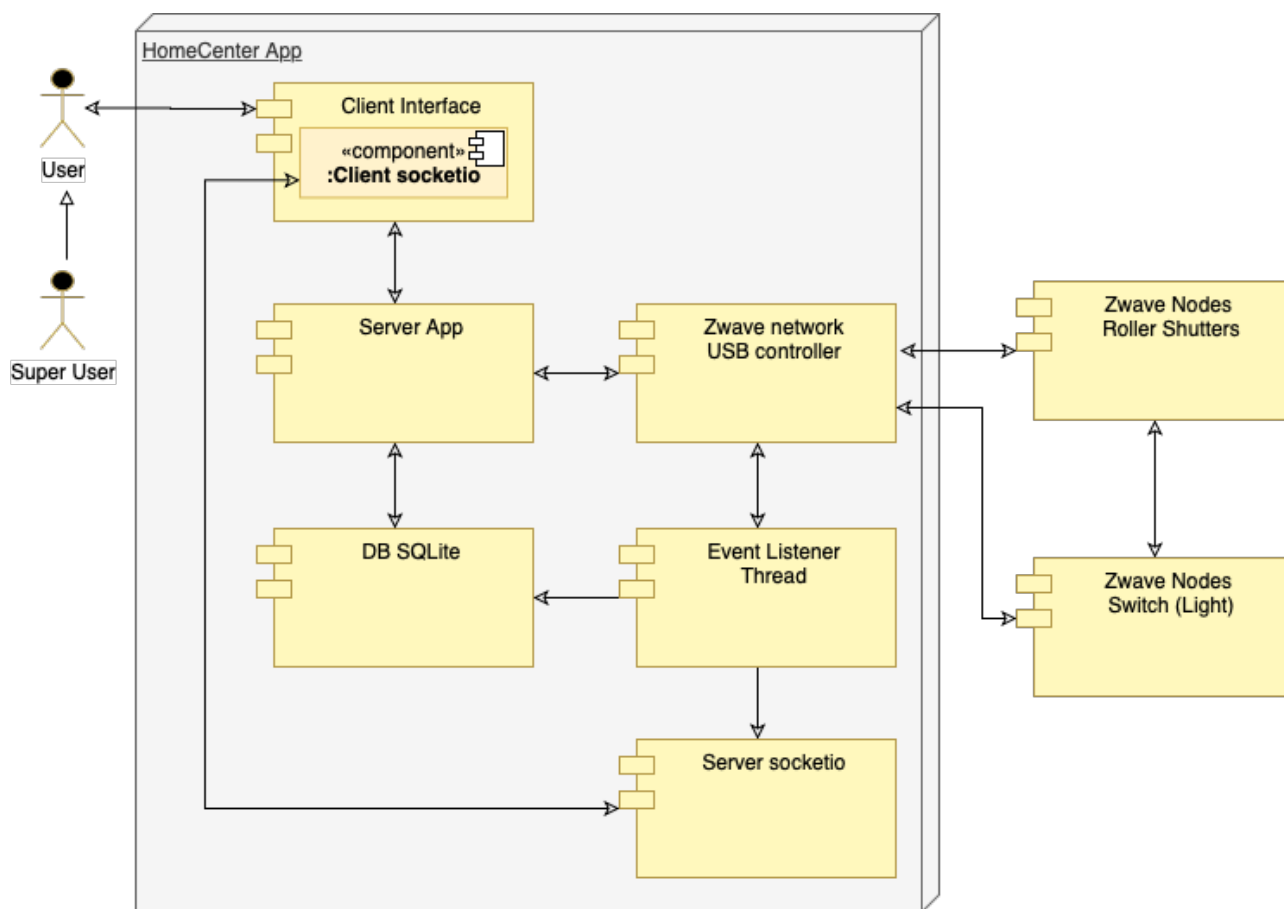 HomeCenter App
Client Interface
«component»
:Client socketio
User
Super User
Server App
Zwave network
USB controller
Zwave Nodes
Roller Shutters
DB SQLite
Event Listener
Thread
Zwave Nodes
Switch (Light)
Server socketio